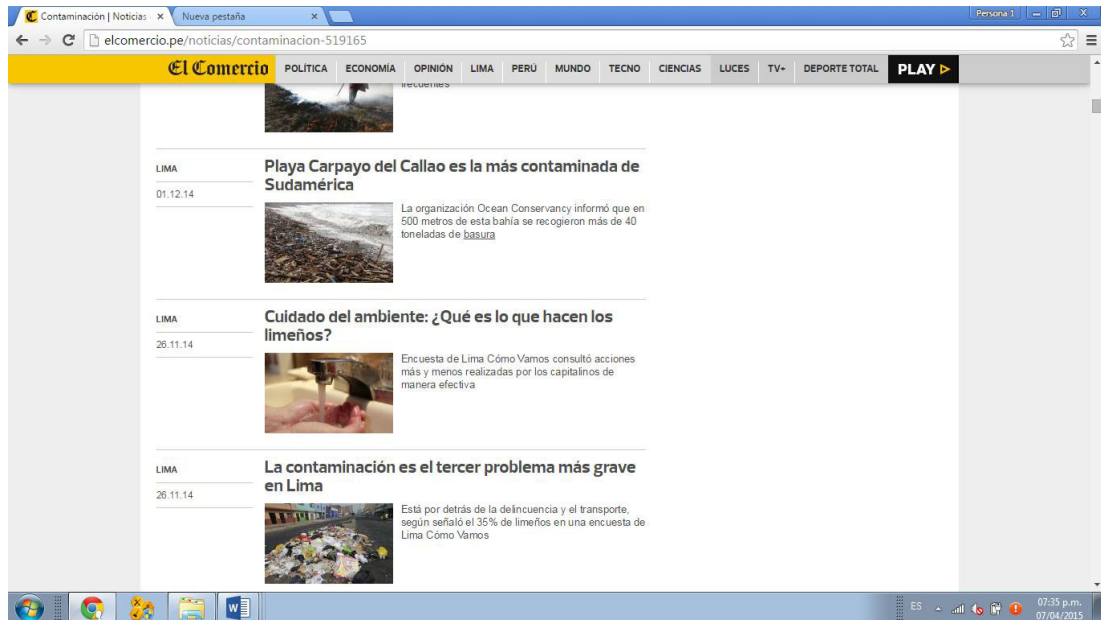 Contaminación | Noticias
Nueva pestaña
Persona 1
elcomercio.pe/noticias/contaminacion-519165
El Comercio POLÍTICA ECONOMÍA OPINIÓN LIMA PERÚ MUNDO TECNO CIENCIAS LUCES TV+ DEPORTE TOTAL PLAY
frecuentes
LIMA
01.12.14
Playa Carpayo del Callao es la más contaminada de
Sudamérica
La organización Ocean Conservancy informó que en
500 metros de esta bahía se recogieron más de 40
toneladas de basura
LIMA
26.11.14
Cuidado del ambiente: ¿Qué es lo que hacen los
limeños?
Encuesta de Lima Cómo Vamos consultó acciones
más y menos realizadas por los capitalinos de
manera efectiva
LIMA
26.11.14
La contaminación es el tercer problema más grave
en Lima
Está por detrás de la delincuencia y el transporte,
según señaló el 35% de limeños en una encuesta de
Lima Cómo Vamos
ES
07:35 p.m.
07/04/2015